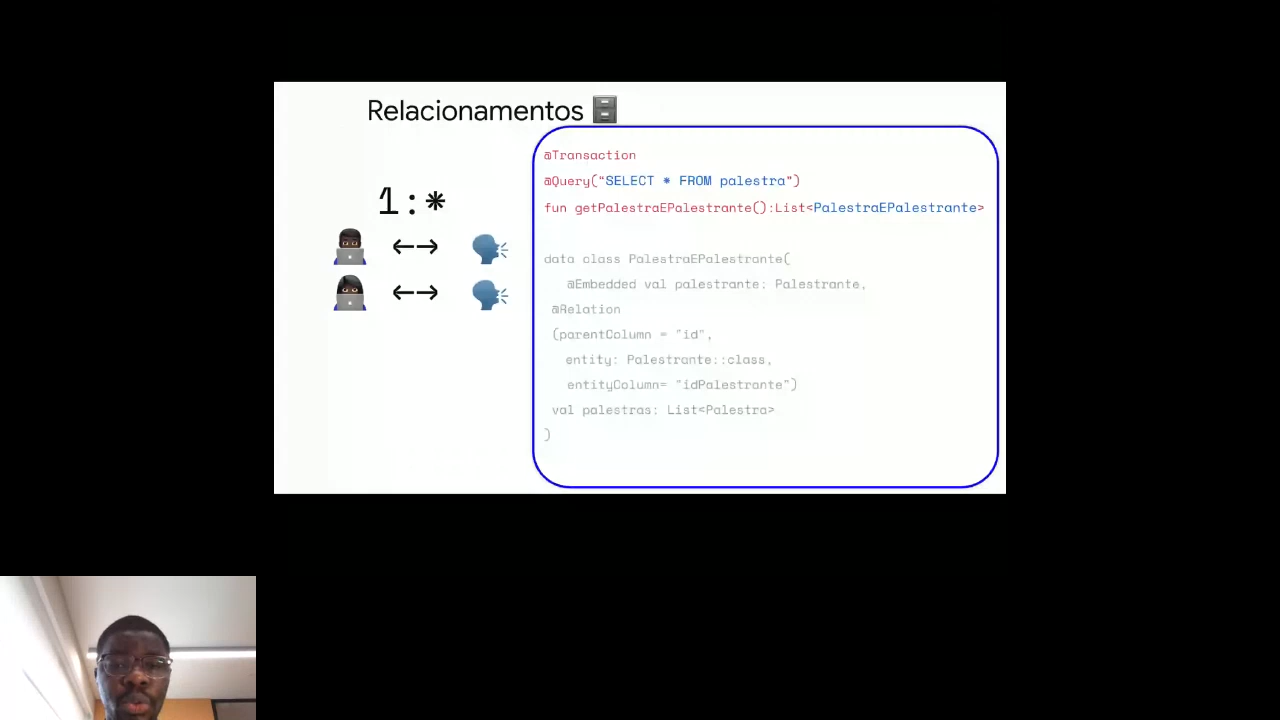 Relacionamentos
1:*
@Transaction
@Query("SELECT * FROM palestra")
fun getPalestraEPalestrante():List<PalestraEPalestrante>
data class PalestraEPalestrante(
@Embedded val palestrante: Palestrante,
@Relation
(parentColumn = "id",
entity: Palestrante::class,
entityColumn= "idPalestrante")
val palestras: List<Palestra>
)